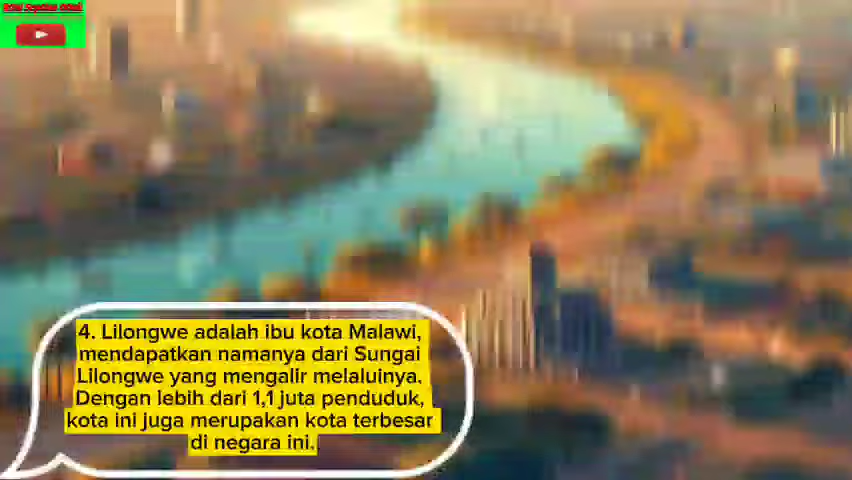 4. Lilongwe adalah ibu kota Malawi,
mendapatkan namanya dari Sungai
Lilongwe yang mengalir melaluinya.
Dengan lebih dari 1,1 juta penduduk,
kota ini juga merupakan kota terbesar
di negara ini.